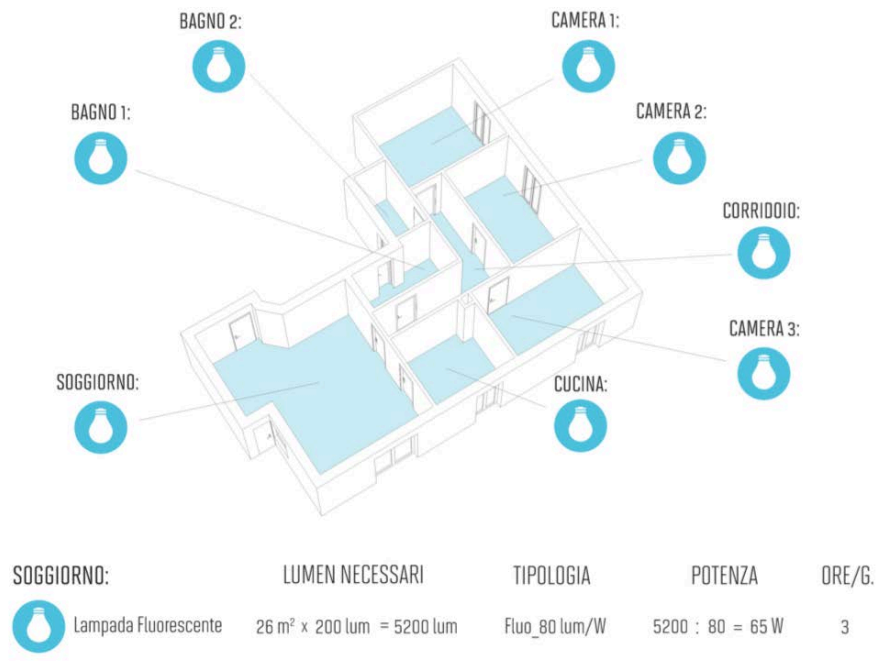 BAGNO 2:
CAMERA 1:
BAGNO 1:
CAMERA 2:
CORRIDOIO:
CAMERA 3:
SOGGIORNO:
CUCINA:
SOGGIORNO: LUMEN NECESSARI TIPOLOGIA POTENZA ORE/G.
Lampada Fluorescente 26 m² x 200 lum = 5200 lum Fluo_80 lum/W 5200 : 80 = 65 W 3